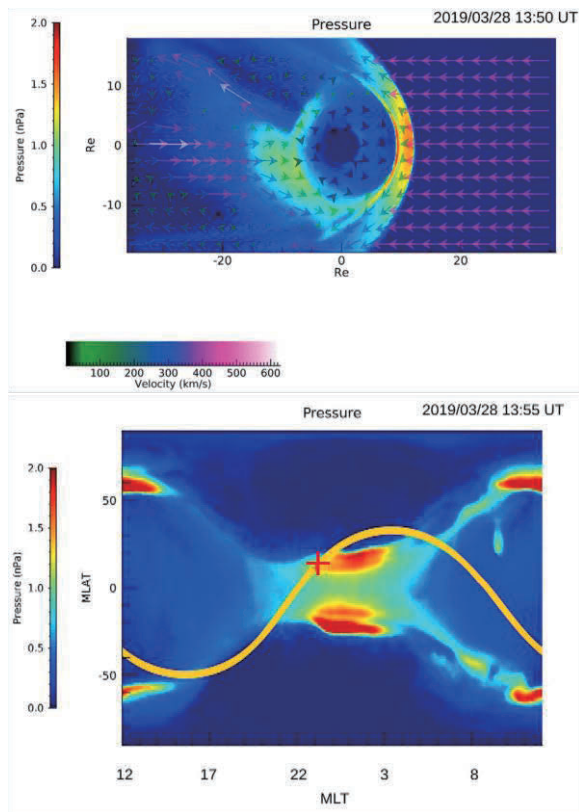 2019/03/28 13:50 UT
Pressure
Pressure (nPa)
2.0
1.5
1.0
0.5
0.0
Re
10
0
-10
-20
0
20
Re
100
200
300
400
500
600
Velocity (km/s)
Pressure
2019/03/28 13:55 UT
Pressure (nPa)
2.0
1.5
1.0
0.5
0.0
MLAT
50
0
-50
12
17
22
3
8
MLT